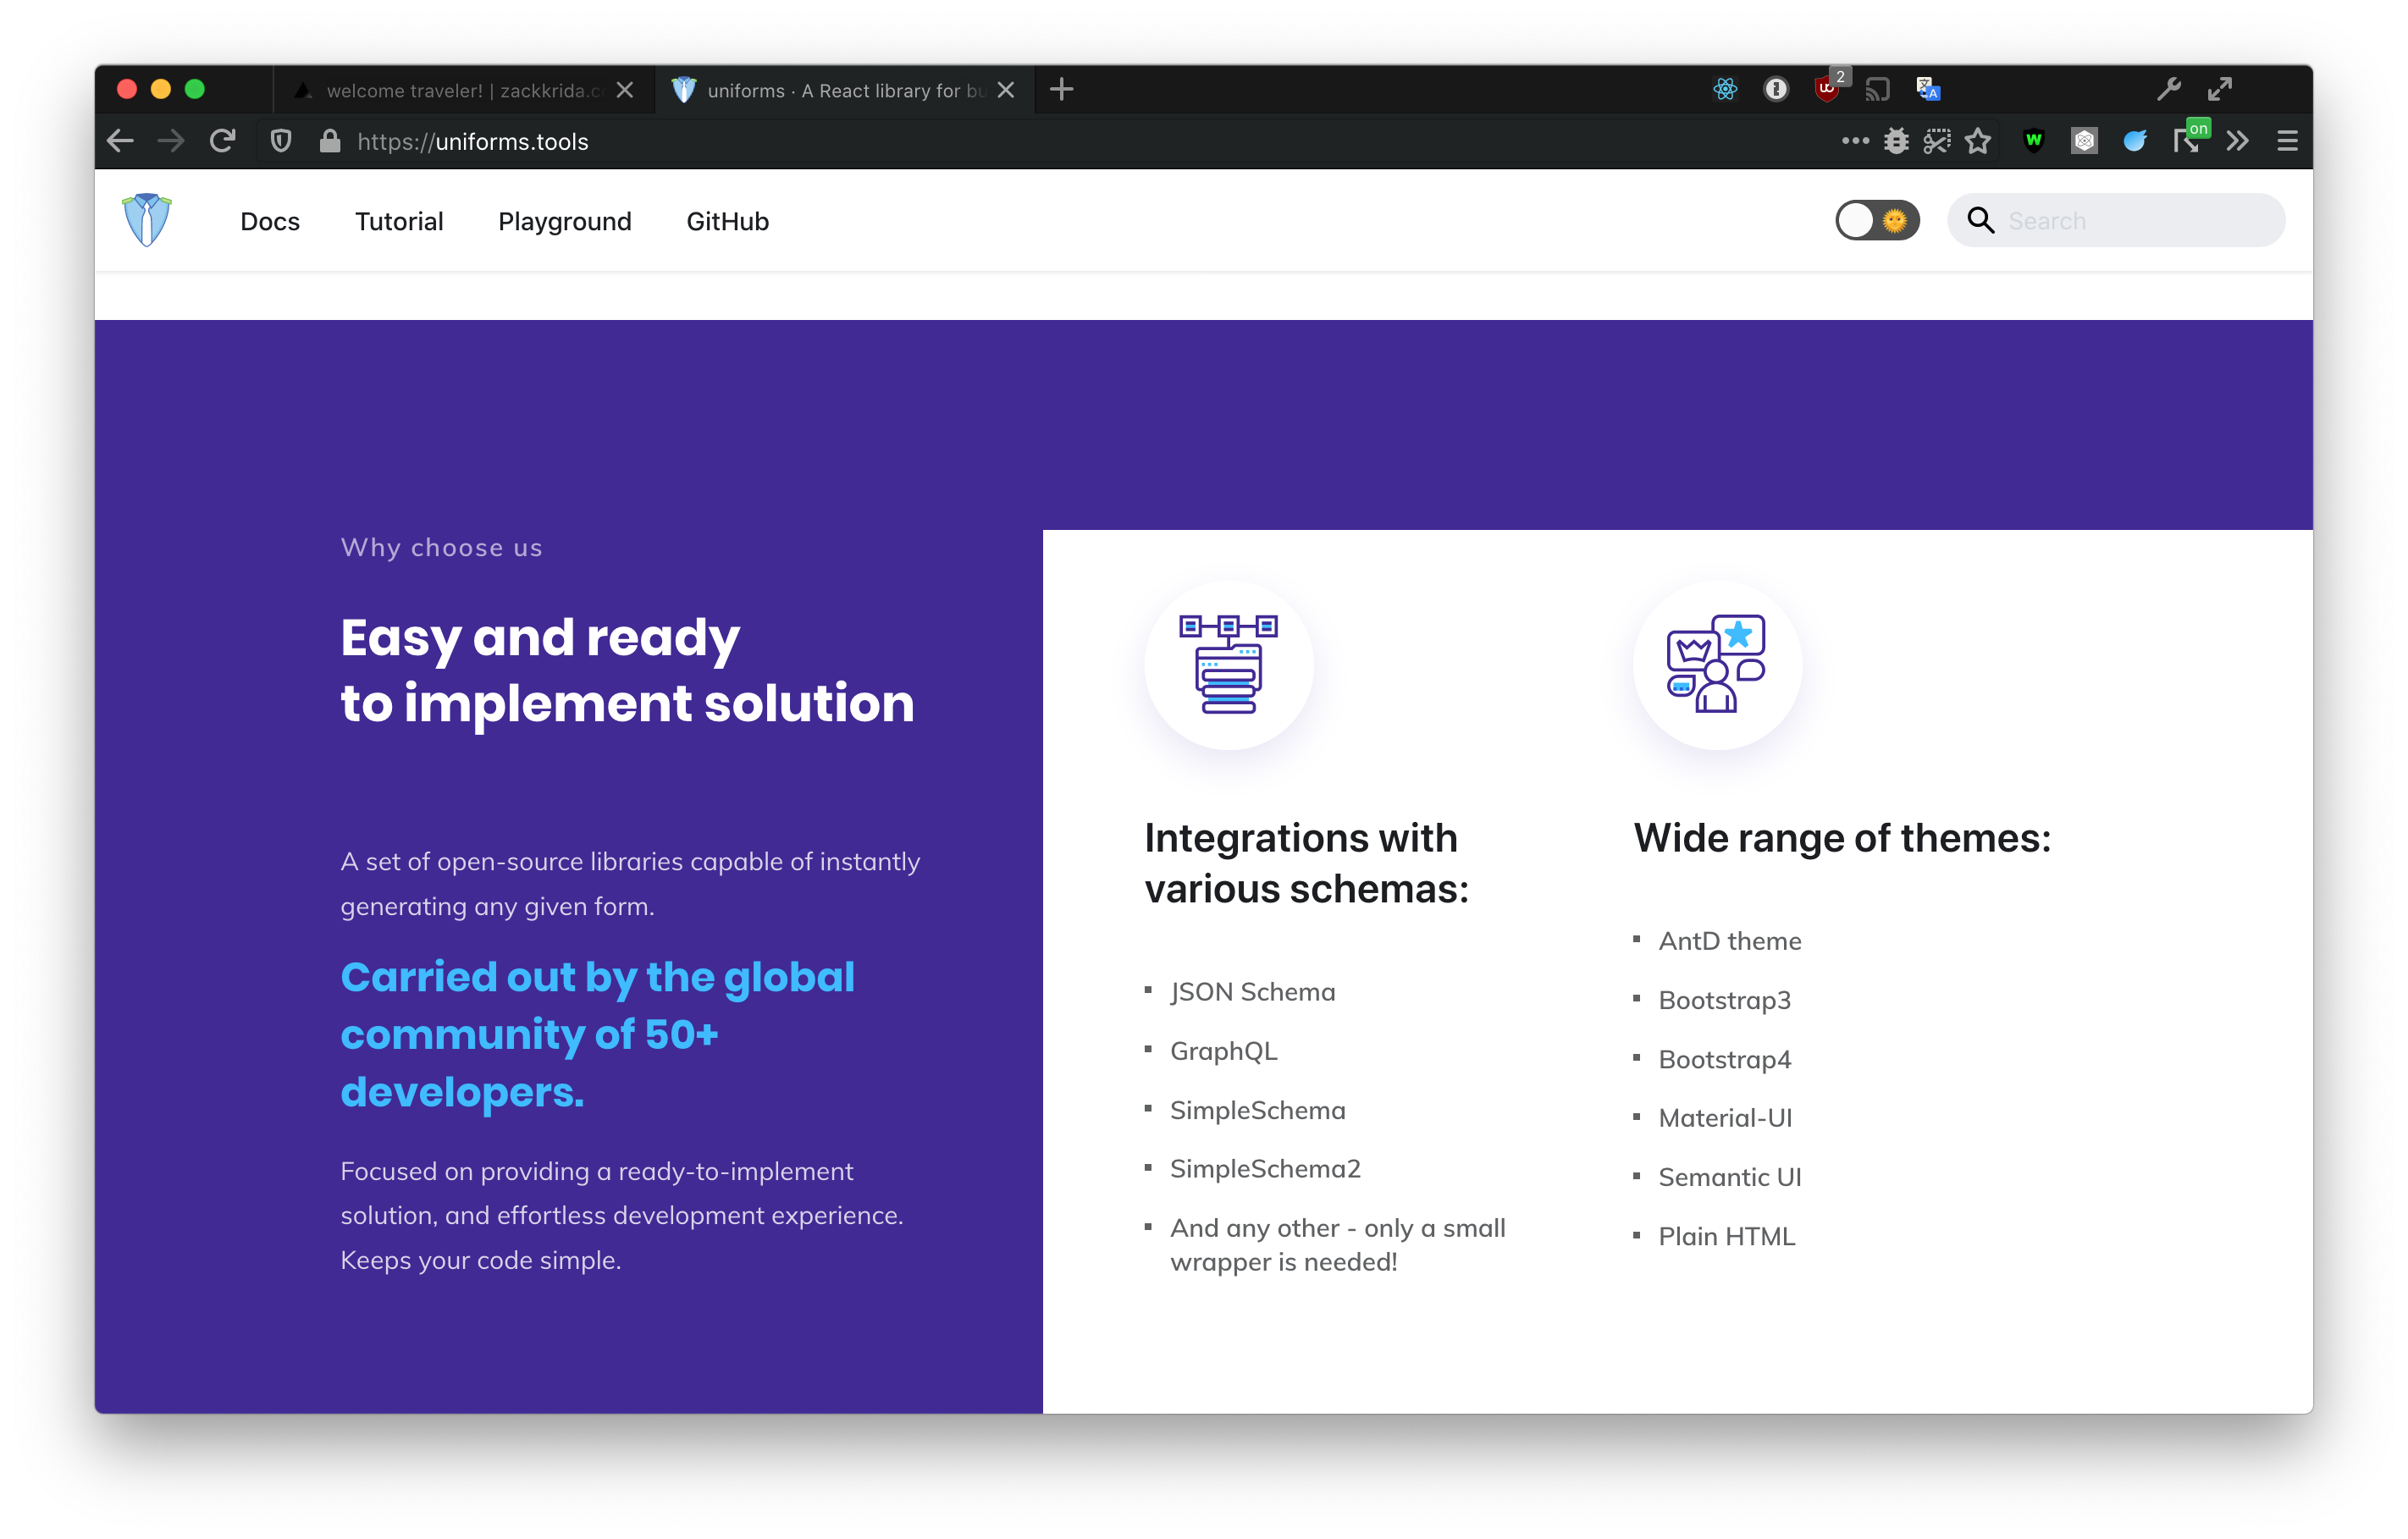 welcome traveler! | zackkrida.c
uniforms · A React library for bu
2
https://uniforms.tools
on
Docs
Tutorial
Playground
GitHub
Search
Why choose us
Easy and ready
to implement solution
A set of open-source libraries capable of instantly
generating any given form.
Carried out by the global
community of 50+
developers.
Focused on providing a ready-to-implement
solution, and effortless development experience.
Keeps your code simple.
Integrations with
various schemas:
JSON Schema
GraphQL
SimpleSchema
SimpleSchema2
And any other - only a small
wrapper is needed!
Wide range of themes:
AntD theme
Bootstrap3
Bootstrap4
Material-UI
Semantic UI
Plain HTML